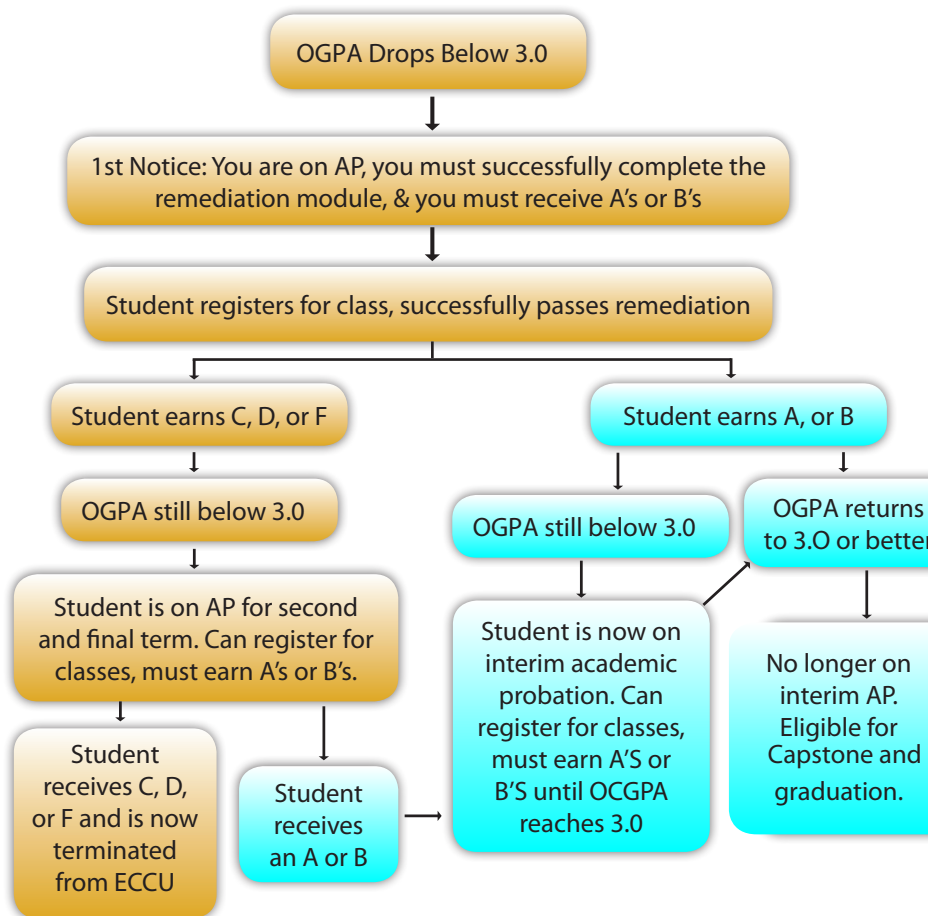 OGPA Drops Below 3.0
1st Notice: You are on AP, you must successfully complete the
remediation module, & you must receive A's or B's
Student registers for class, successfully passes remediation
Student earns C, D, or F
Student earns A, or B
OGPA still below 3.0
OGPA still below 3.0
OGPA returns
to 3.O or better
Student is on AP for second
and final term. Can register for
classes, must earn A's or B's.
Student is now on
interim academic
probation. Can
register for classes,
must earn A'S or
B'S until OCGPA
reaches 3.0
No longer on
interim AP.
Eligible for
Capstone and
graduation.
Student
receives C, D,
or F and is now
terminated
from ECCU
Student
receives
an A or B